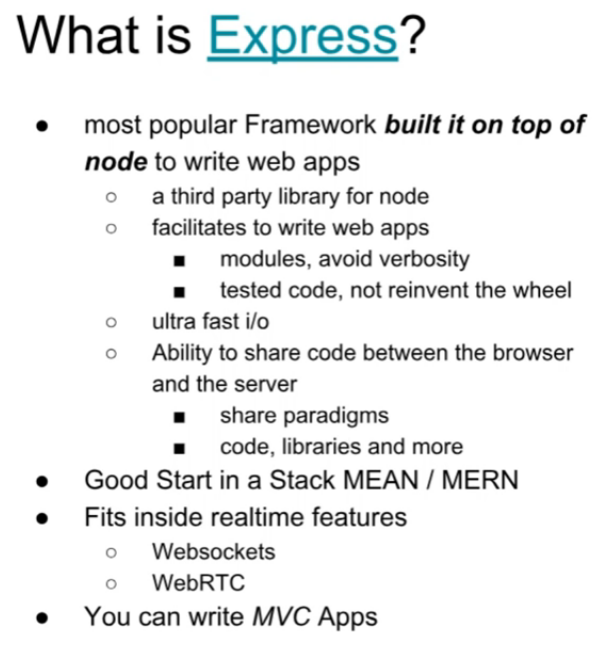 What is Express?
● most popular Framework built it on top of
node to write web apps
○ a third party library for node
○ facilitates to write web apps
■ modules, avoid verbosity
■ tested code, not reinvent the wheel
○ ultra fast i/o
○ Ability to share code between the browser
and the server
■ share paradigms
■ code, libraries and more
● Good Start in a Stack MEAN / MERN
● Fits inside realtime features
○ Websockets
○ WebRTC
● You can write MVC Apps